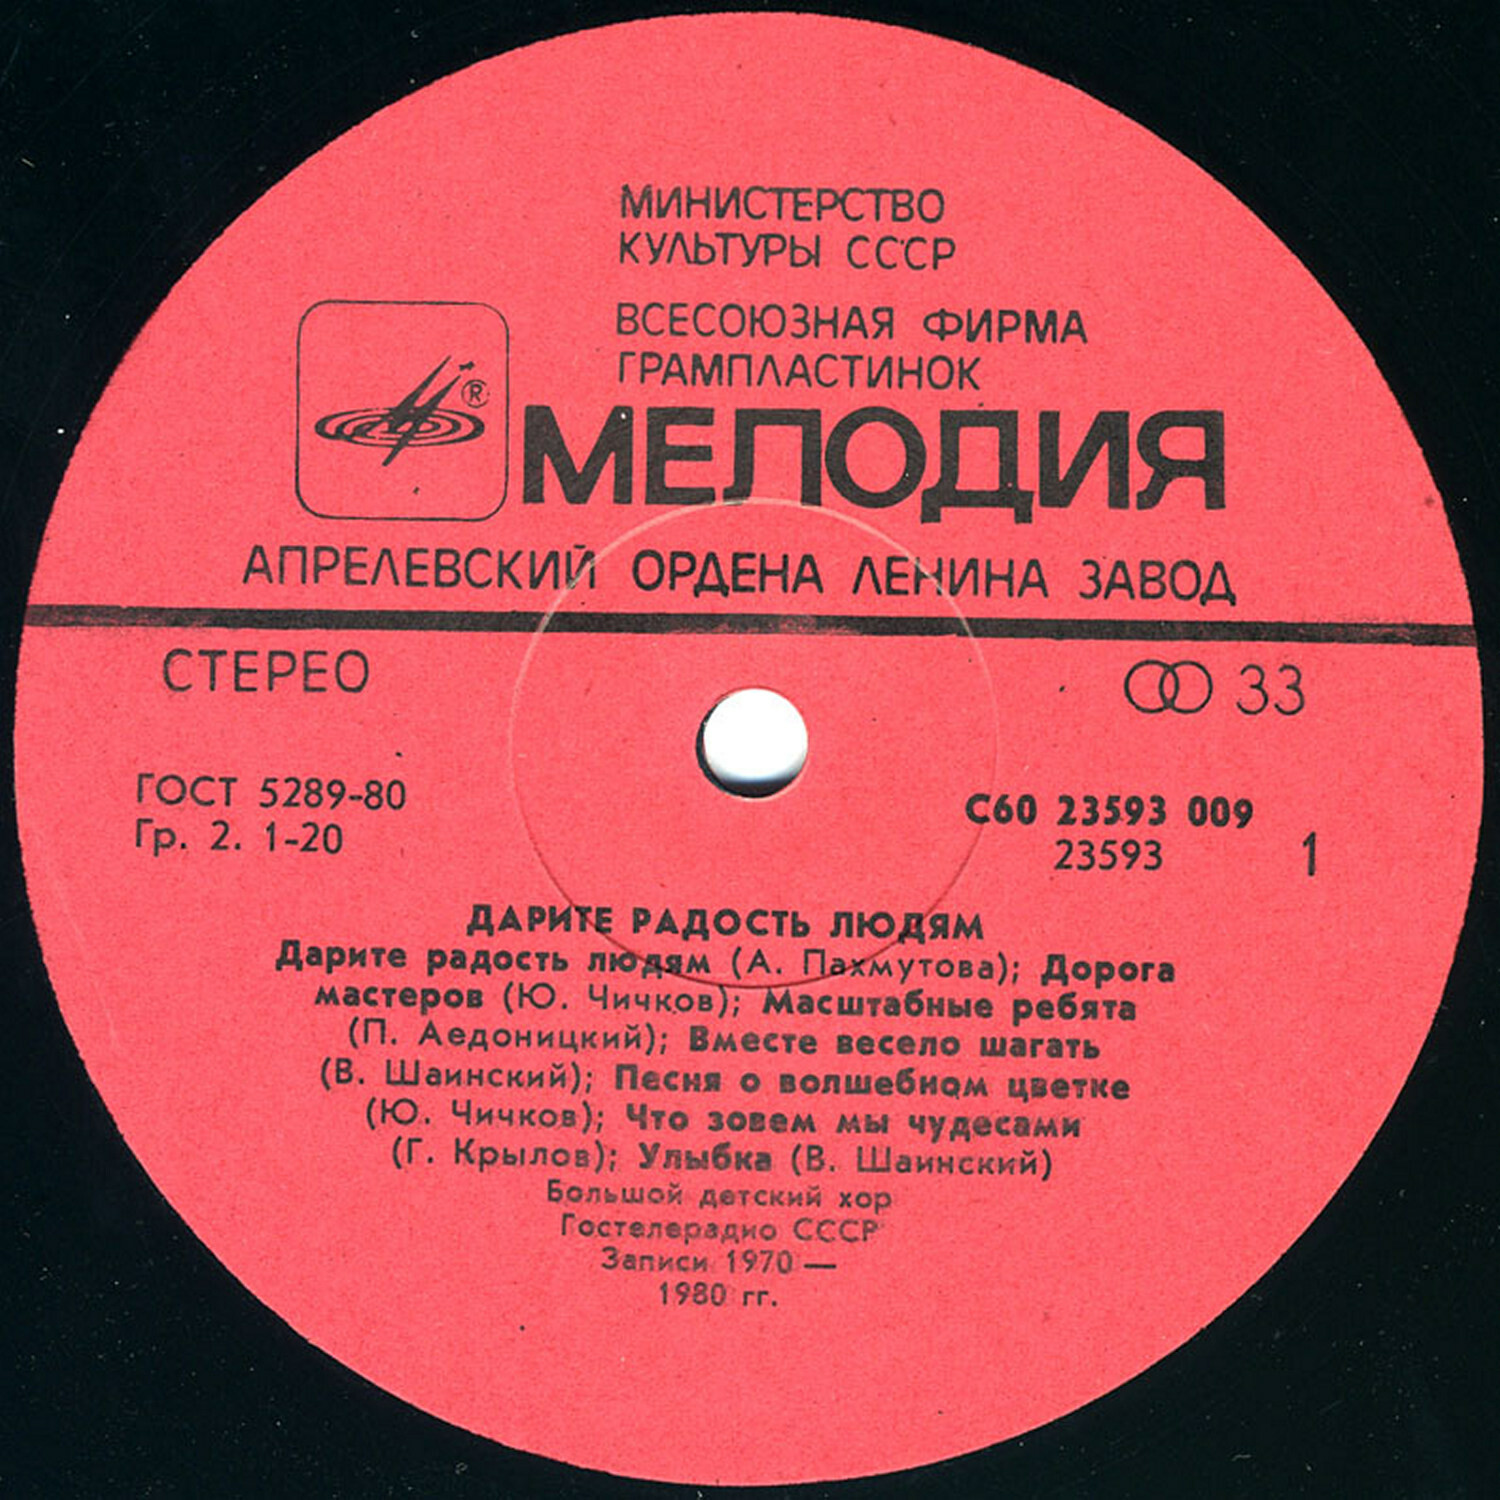 МИНИСТЕРСТВО
КУЛЬТУРЫ СССР
ВСЕСОЮЗНАЯ ФИРМА
ГРАМПЛАСТИНОК
®
МЕЛОДИЯ
АПРЕЛЕВСКИЙ ОРДЕНА ЛЕНИНА ЗАВОД
СТЕРЕО
33
ГОСТ 5289-80
Гр. 2. 1-20
С60 23593 009
23593
1
ДАРИТЕ РАДОСТЬ ЛЮДЯМ
Дарите радость людям (А. Пахмутова); Дорога
мастеров (Ю. Чичков); Масштабные ребята
(П. Аедоницкий); Вместе весело шагать
(В. Шаинский); Песня о волшебном цветке
(Ю. Чичков); Что зовем мы чудесами
(Г. Крылов); Улыбка (В. Шаинский)
Большой детский хор
Гостелерадио СССР
Записи 1970 —
1980 гг.